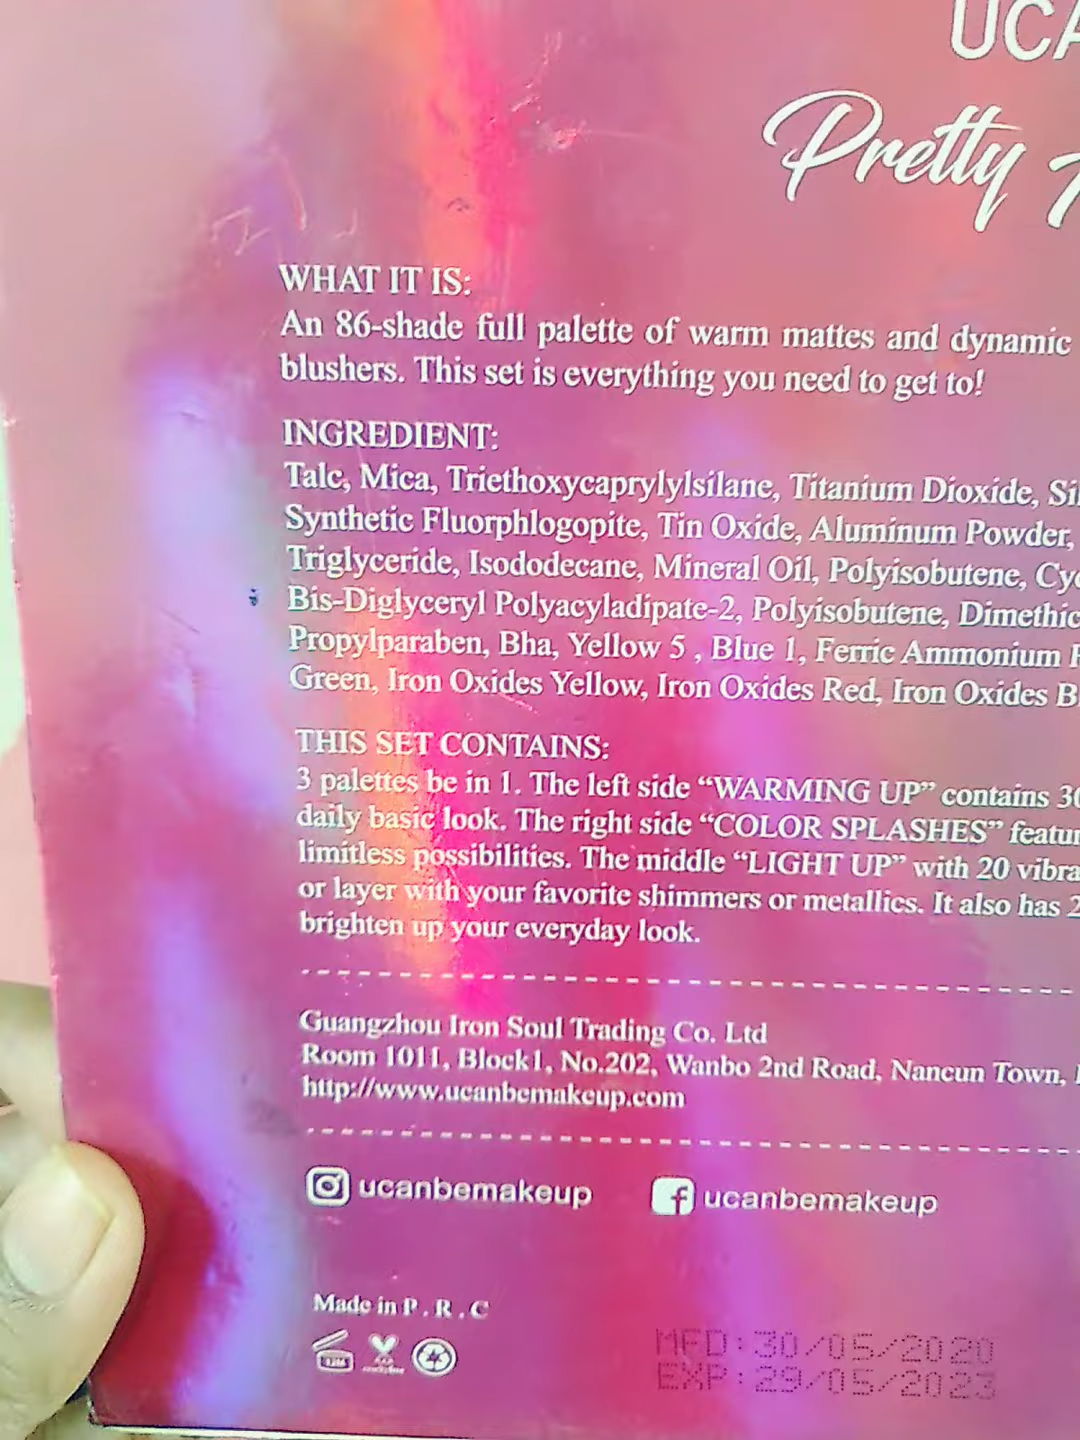 UCA
Pretty
WHAT IT IS:
An 86-shade full palette of warm mattes and dynamic
blushers. This set is everything you need to get to!
INGREDIENT:
Talc, Mica, Triethoxycaprylylsilane, Titanium Dioxide, Sil
Synthetic Fluorphlogopite, Tin Oxide, Aluminum Powder,
Triglyceride, Isododecane, Mineral Oil, Polyisobutene, Cyc
Bis-Diglyceryl Polyacyladipate-2, Polyisobutene, Dimethic
Propylparaben, Bha, Yellow 5 , Blue 1, Ferric Ammonium F
Green, Iron Oxides Yellow, Iron Oxides Red, Iron Oxides B
THIS SET CONTAINS:
3 palettes be in 1. The left side “WARMING UP” contains 30
daily basic look. The right side “COLOR SPLASHES” featur
limitless possibilities. The middle “LIGHT UP” with 20 vibra
or layer with your favorite shimmers or metallics. It also has 2
brighten up your everyday look.
Guangzhou Iron Soul Trading Co. Ltd
Room 1011, Block1, No.202, Wanbo 2nd Road, Nancun Town,
http://www.ucanbemakeup.com
ucanbemakeup ucanbemakeup
Made in P . R . C
MFD:30/05/2020
EXP:29/05/2023